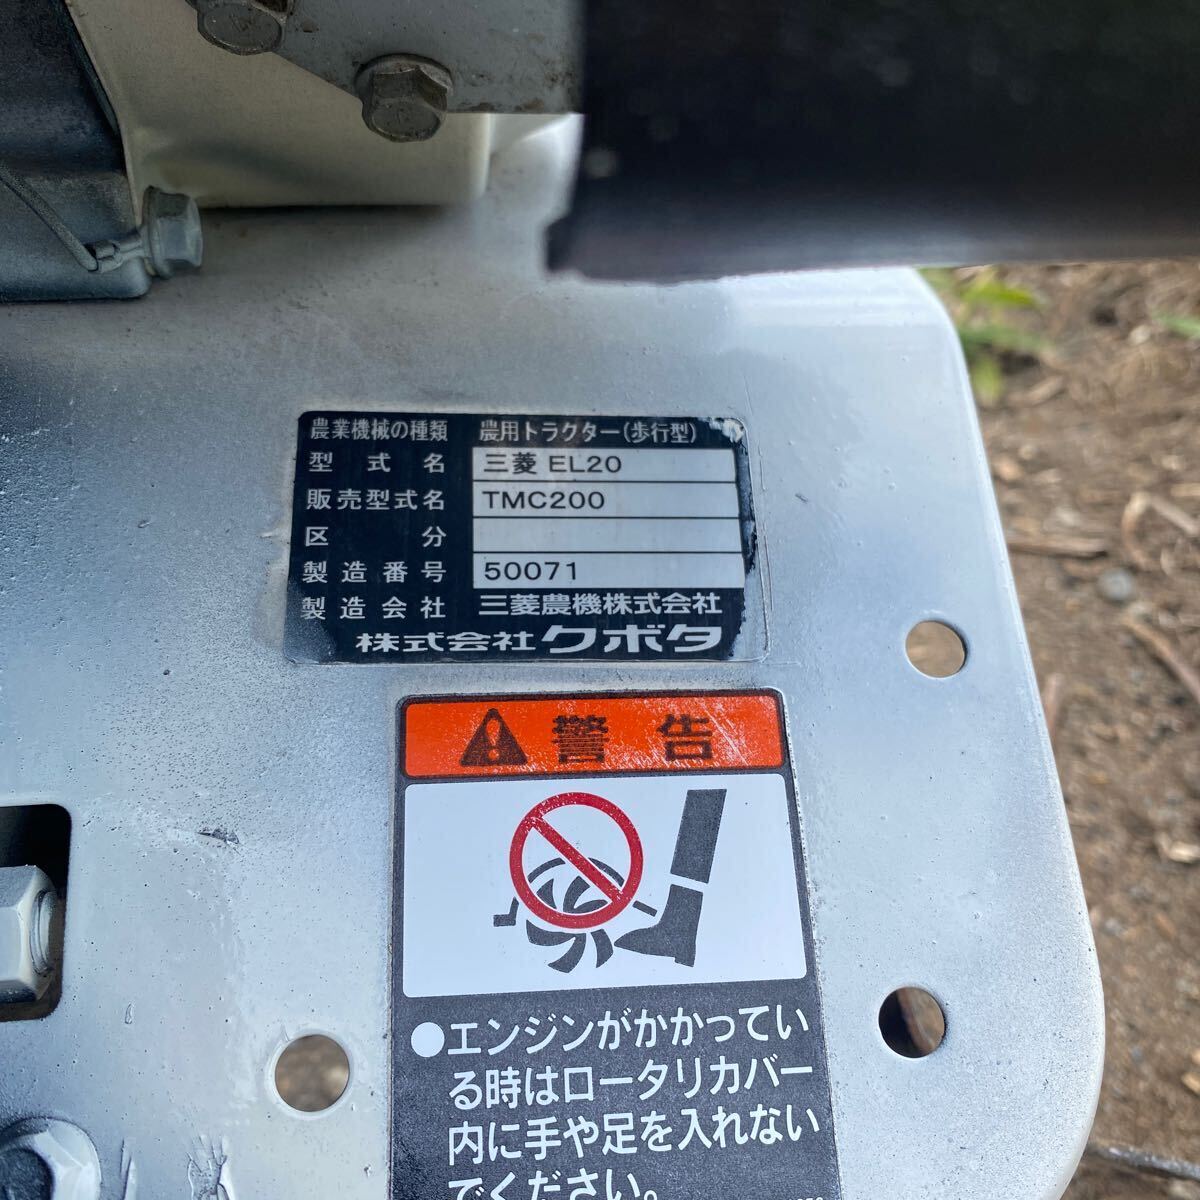 農業機械の種類 農用トラクター(歩行型)
型式名 三菱 EL20
販売型式名 TMC200
区分
製造番号 50071
製造会社 三菱農機株式会社
株式会社クボタ
警告
●エンジンがかかってい
る時はロータリカバー
内に手や足を入れない
でください。